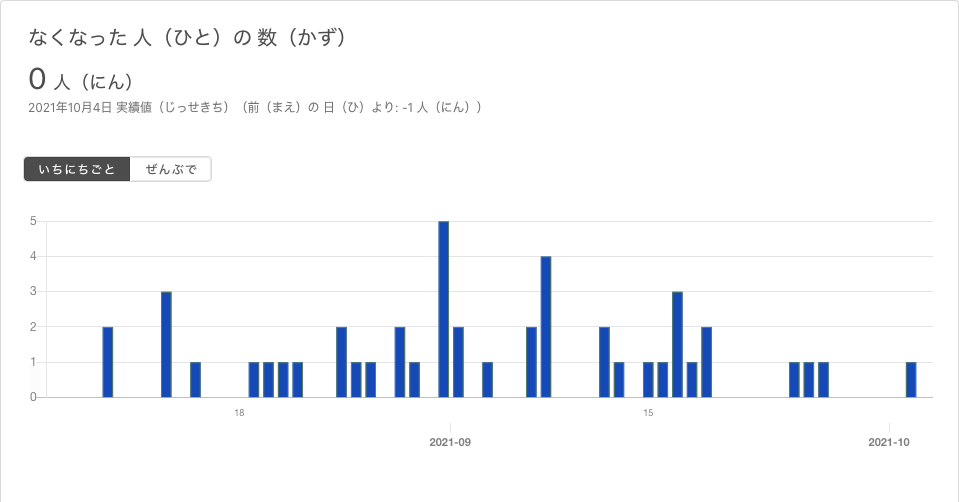 なくなった 人（ひと）の 数（かず）
0 人（にん）
2021年10月4日 実績値（じっせきち）（前（まえ）の 日（ひ）より: -1 人（にん））
いちにちごと ぜんぶで
5
4
3
2
1
0
18 15
2021-09 2021-10